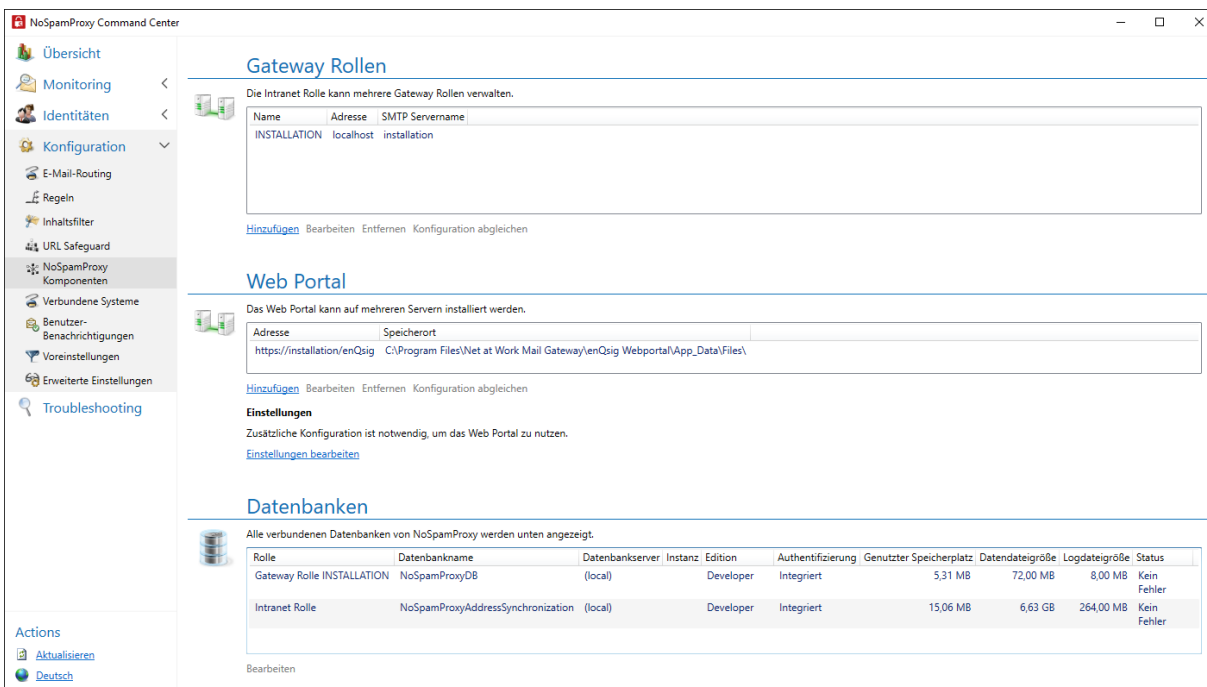 NoSpamProxy Command Center
Übersicht
Monitoring
Identitäten
Konfiguration
E-Mail-Routing
Regeln
Inhaltsfilter
URL Safeguard
NoSpamProxy
Komponenten
Verbundene Systeme
Benutzer-
Benachrichtigungen
Voreinstellungen
Erweiterte Einstellungen
Troubleshooting
Actions
Aktualisieren
Deutsch
Gateway Rollen
Die Intranet Rolle kann mehrere Gateway Rollen verwalten.
Name Adresse SMTP Servername
INSTALLATION localhost installation
Hinzufügen Bearbeiten Entfernen Konfiguration abgleichen
Web Portal
Das Web Portal kann auf mehreren Servern installiert werden.
Adresse Speicherort
https://installation/enQsig C:\Program Files\Net at Work Mail Gateway\enQsig Webportal\App_Data\Files\
Hinzufügen Bearbeiten Entfernen Konfiguration abgleichen
Einstellungen
Zusätzliche Konfiguration ist notwendig, um das Web Portal zu nutzen.
Einstellungen bearbeiten
Datenbanken
Alle verbundenen Datenbanken von NoSpamProxy werden unten angezeigt.
Rolle Datenbankname Datenbankserver Instanz Edition Authentifizierung Genutzter Speicherplatz Datendateigröße Logdateigröße Status
Gateway Rolle INSTALLATION NoSpamProxyDB (local) Developer Integriert 5,31 MB 72,00 MB 8,00 MB Kein
Fehler
Intranet Rolle NoSpamProxyAddressSynchronization (local) Developer Integriert 15,06 MB 6,63 GB 264,00 MB Kein
Fehler
Bearbeiten